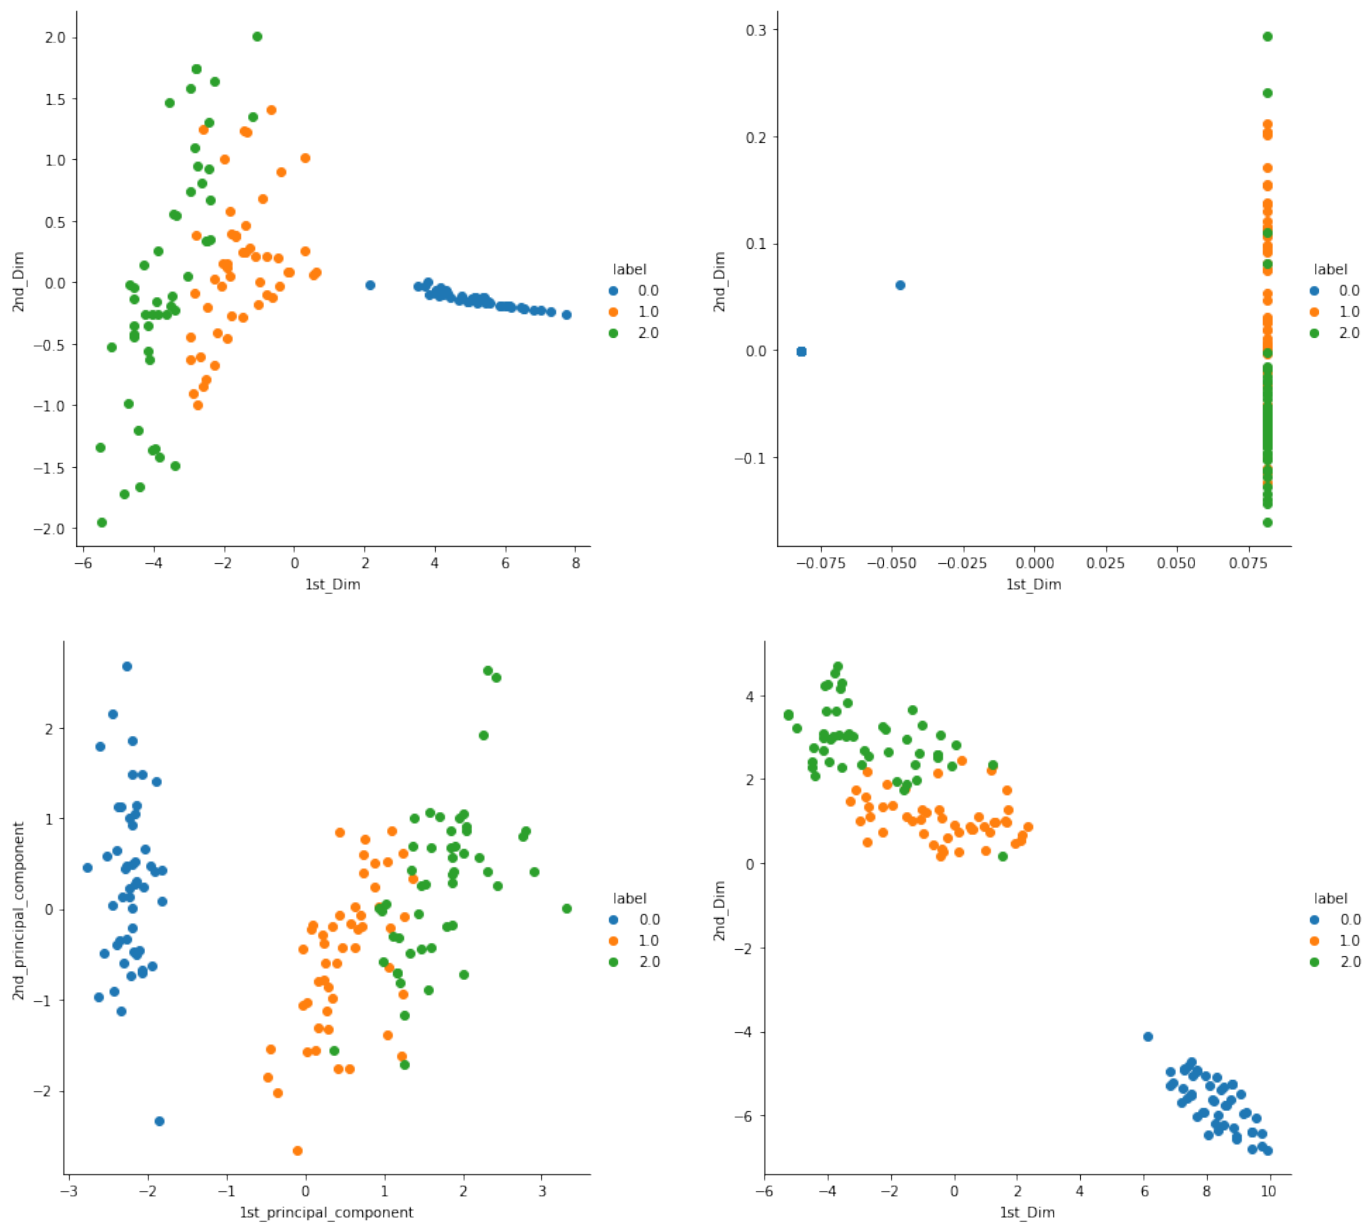 2.0
1.5
1.0
0.5
0.0
−0.5
−1.0
−1.5
−2.0
2nd_Dim
−6 −4 −2 0 2 4 6 8
1st_Dim
label
0.0
1.0
2.0
0.3
0.2
0.1
0.0
−0.1
2nd_Dim
−0.075 −0.050 −0.025 0.000 0.025 0.050 0.075
1st_Dim
label
0.0
1.0
2.0
2
1
0
−1
−2
2nd_principal_component
−3 −2 −1 0 1 2 3
1st_principal_component
label
0.0
1.0
2.0
4
2
0
−2
−4
−6
2nd_Dim
−6 −4 −2 0 2 4 6 8 10
1st_Dim
label
0.0
1.0
2.0